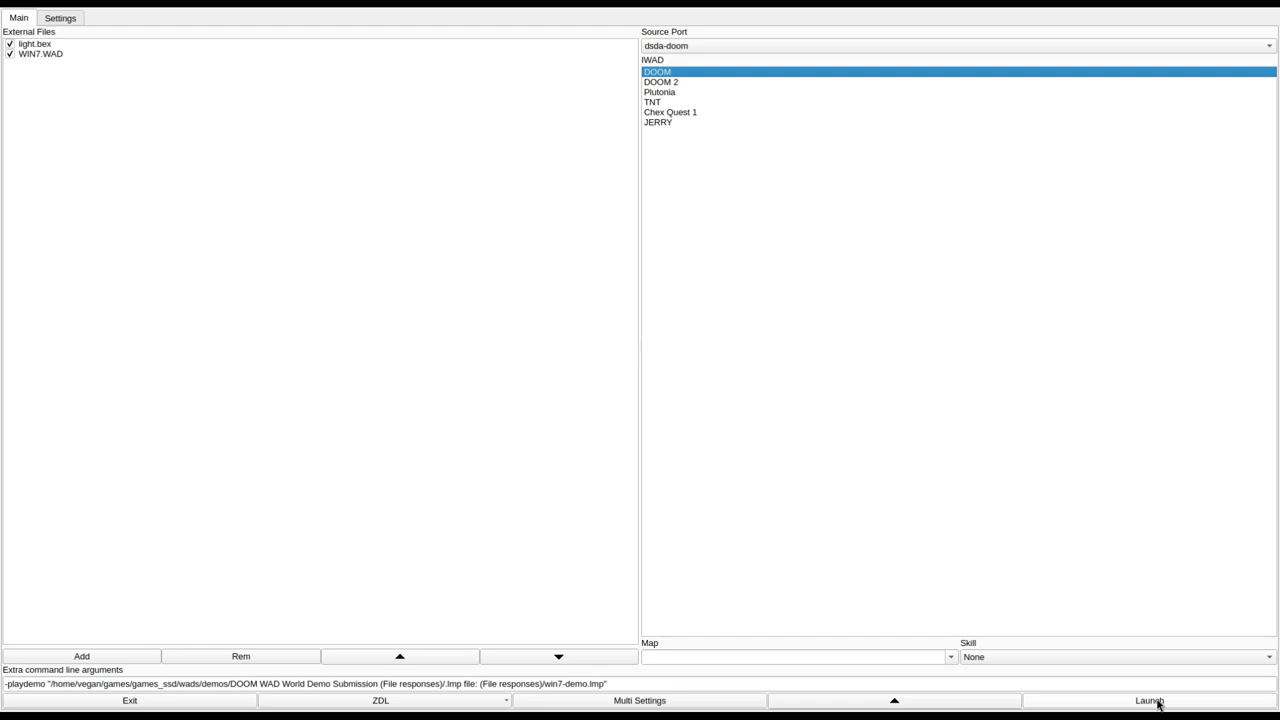 Main Settings
External Files
light.bex
WIN7.WAD
Add Rem
Source Port
dsda-doom
IWAD
DOOM
DOOM 2
Plutonia
TNT
Chex Quest 1
JERRY
Map Skill
None
Extra command line arguments
-playdemo "/home/vegan/games/games_ssd/wads/demos/DOOM WAD World Demo Submission (File responses)/.lmp file: (File responses)/win7-demo.lmp"
Exit ZDL Multi Settings Launch